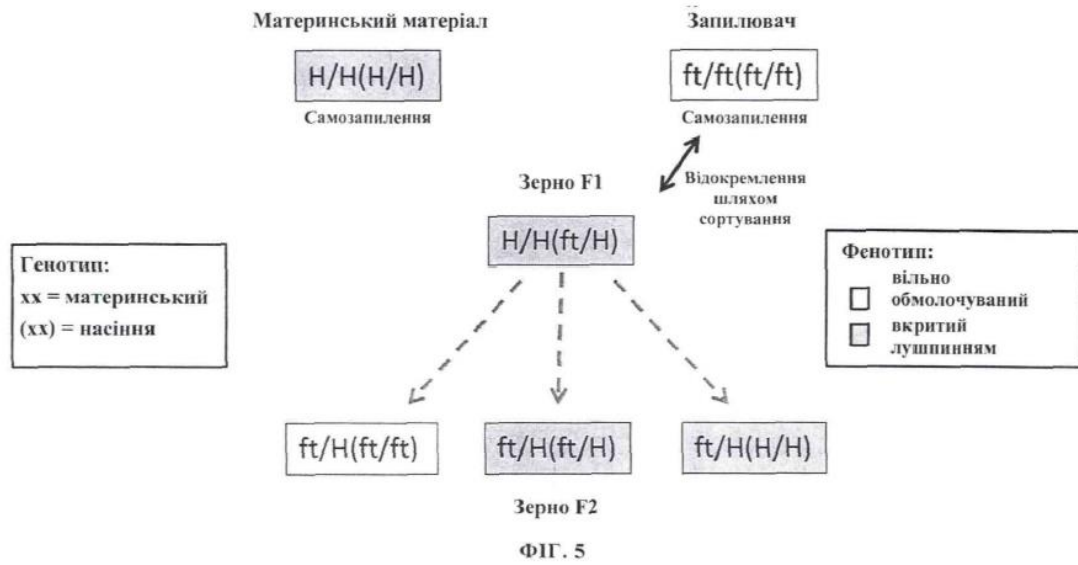 Материнський матеріал
H/H(H/H)
Самозапилення
Запилювач
ft/ft(ft/ft)
Самозапилення
Відокремлення
шляхом
сортування
Зерно F1
H/H(ft/H)
Генотип:
xx = материнський
(xx) = насіння
Фенотип:
вільно
обмолочуваний
вкритий
лушпинням
ft/H(ft/ft)
ft/H(ft/H)
ft/H(H/H)
Зерно F2
ФІГ. 5